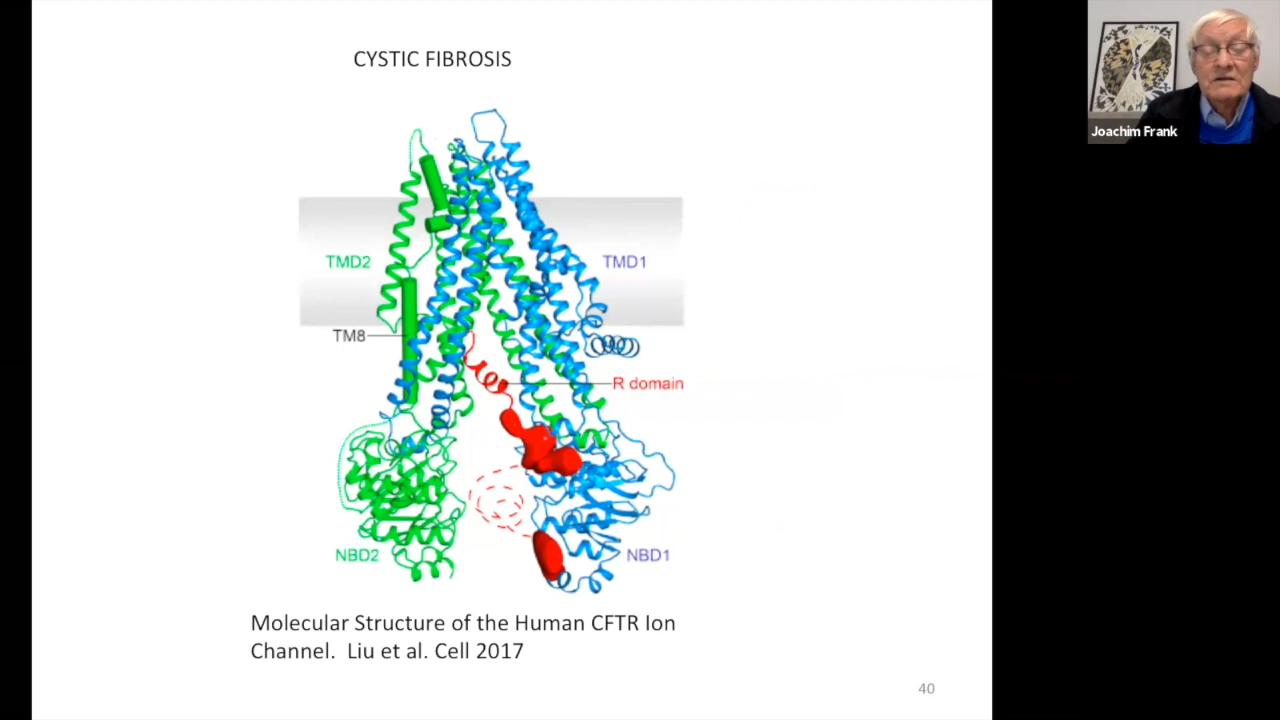 CYSTIC FIBROSIS
Joachim Frank
TMD2
TMD1
TM8
R domain
NBD2
NBD1
Molecular Structure of the Human CFTR Ion
Channel. Liu et al. Cell 2017
40